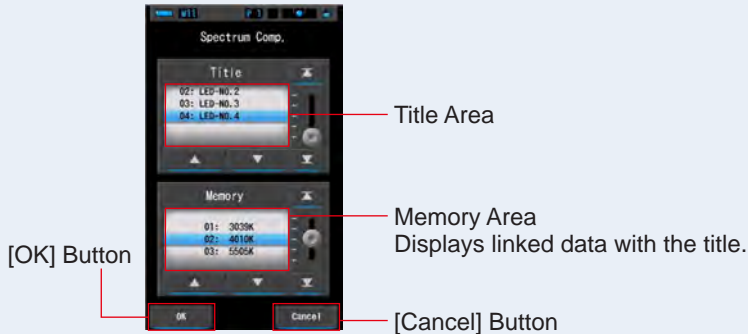 P 1
Spectrum Comp.
Title
02: LED-NO.2
03: LED-NO.3
04: LED-NO.4
Title Area
Memory
01: 3039K
02: 4010K
03: 5505K
Memory Area
Displays linked data with the title.
[OK] Button
OK
Cancel
[Cancel] Button